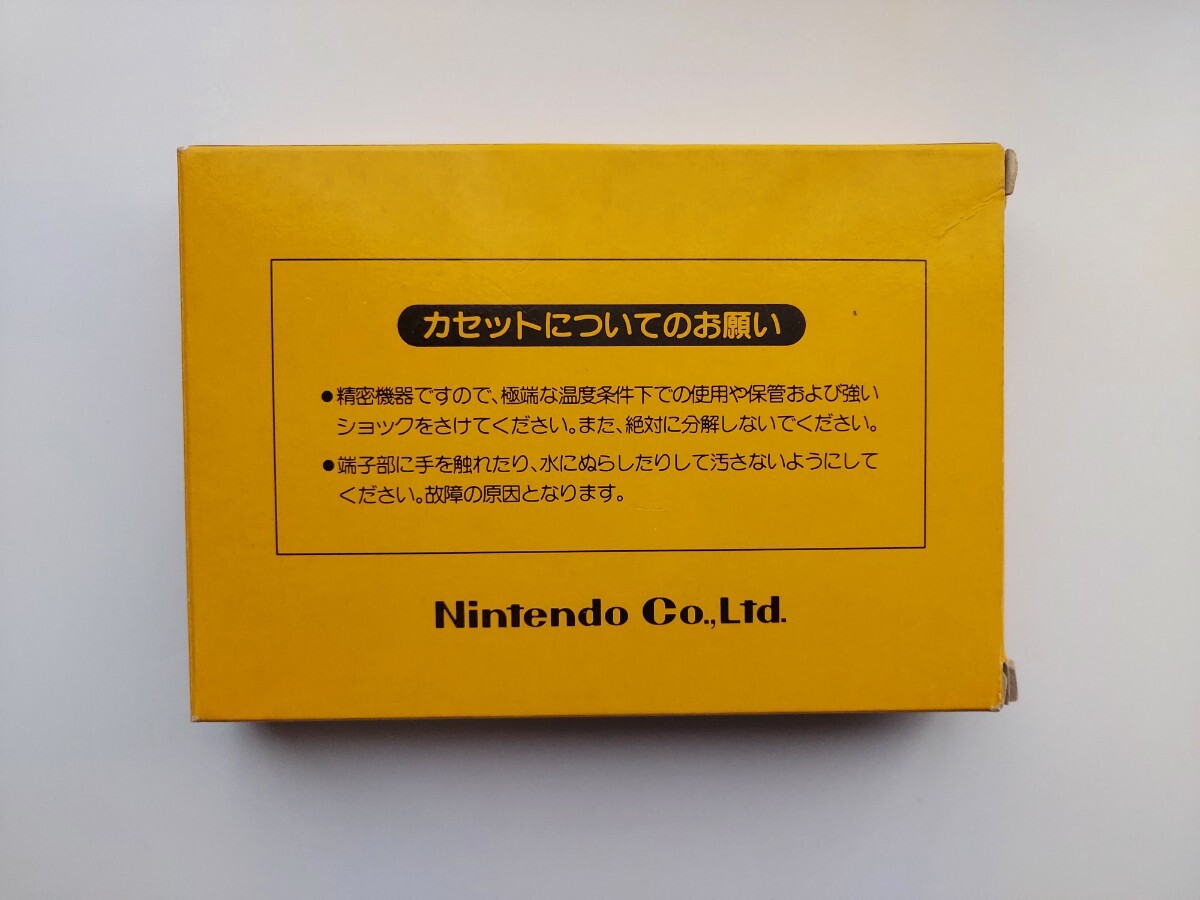 カセットについてのお願い
●精密機器ですので、極端な温度条件下での使用や保管および強い
ショックをさけてください。また、絶対に分解しないでください。
●端子部に手を触れたり、水にぬらしたりして汚さないようにして
ください。故障の原因となります。
Nintendo Co.,Ltd.